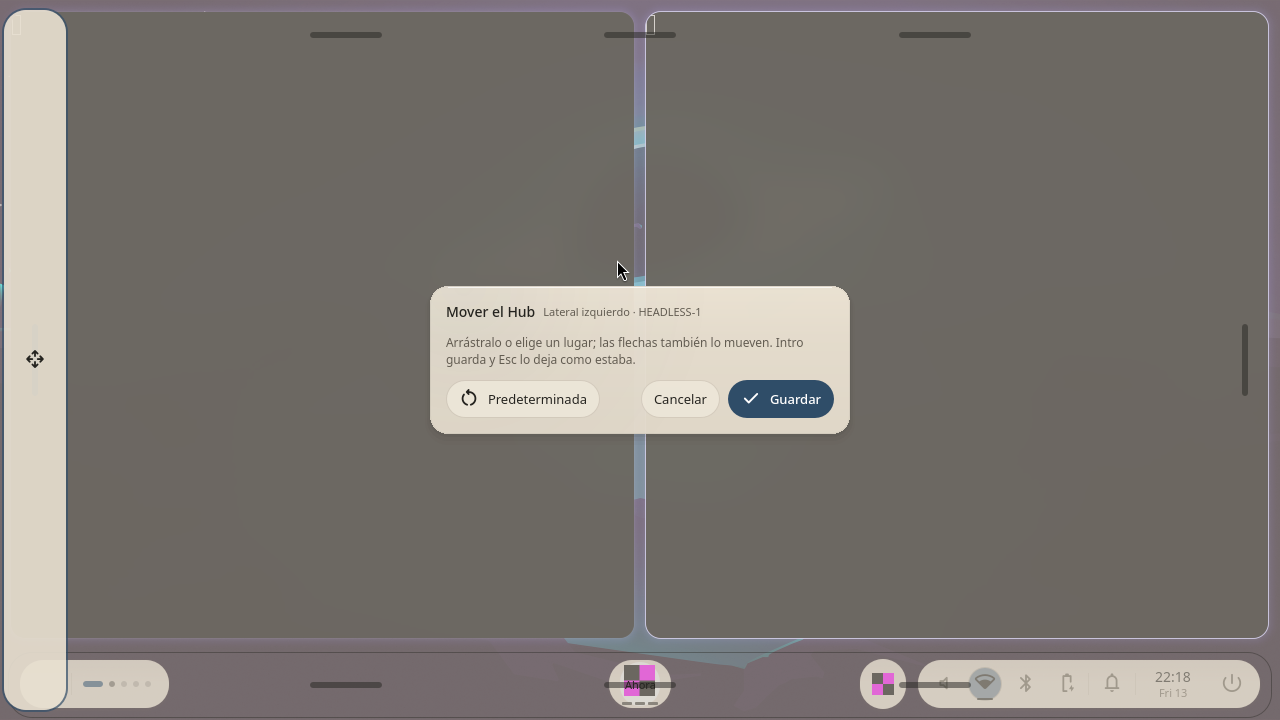 Mover el Hub Lateral izquierdo · HEADLESS-1
Arrástralo o elige un lugar; las flechas también lo mueven. Intro
guarda y Esc lo deja como estaba.
Predeterminada Cancelar Guardar
Ahora
22:18
Fri 13